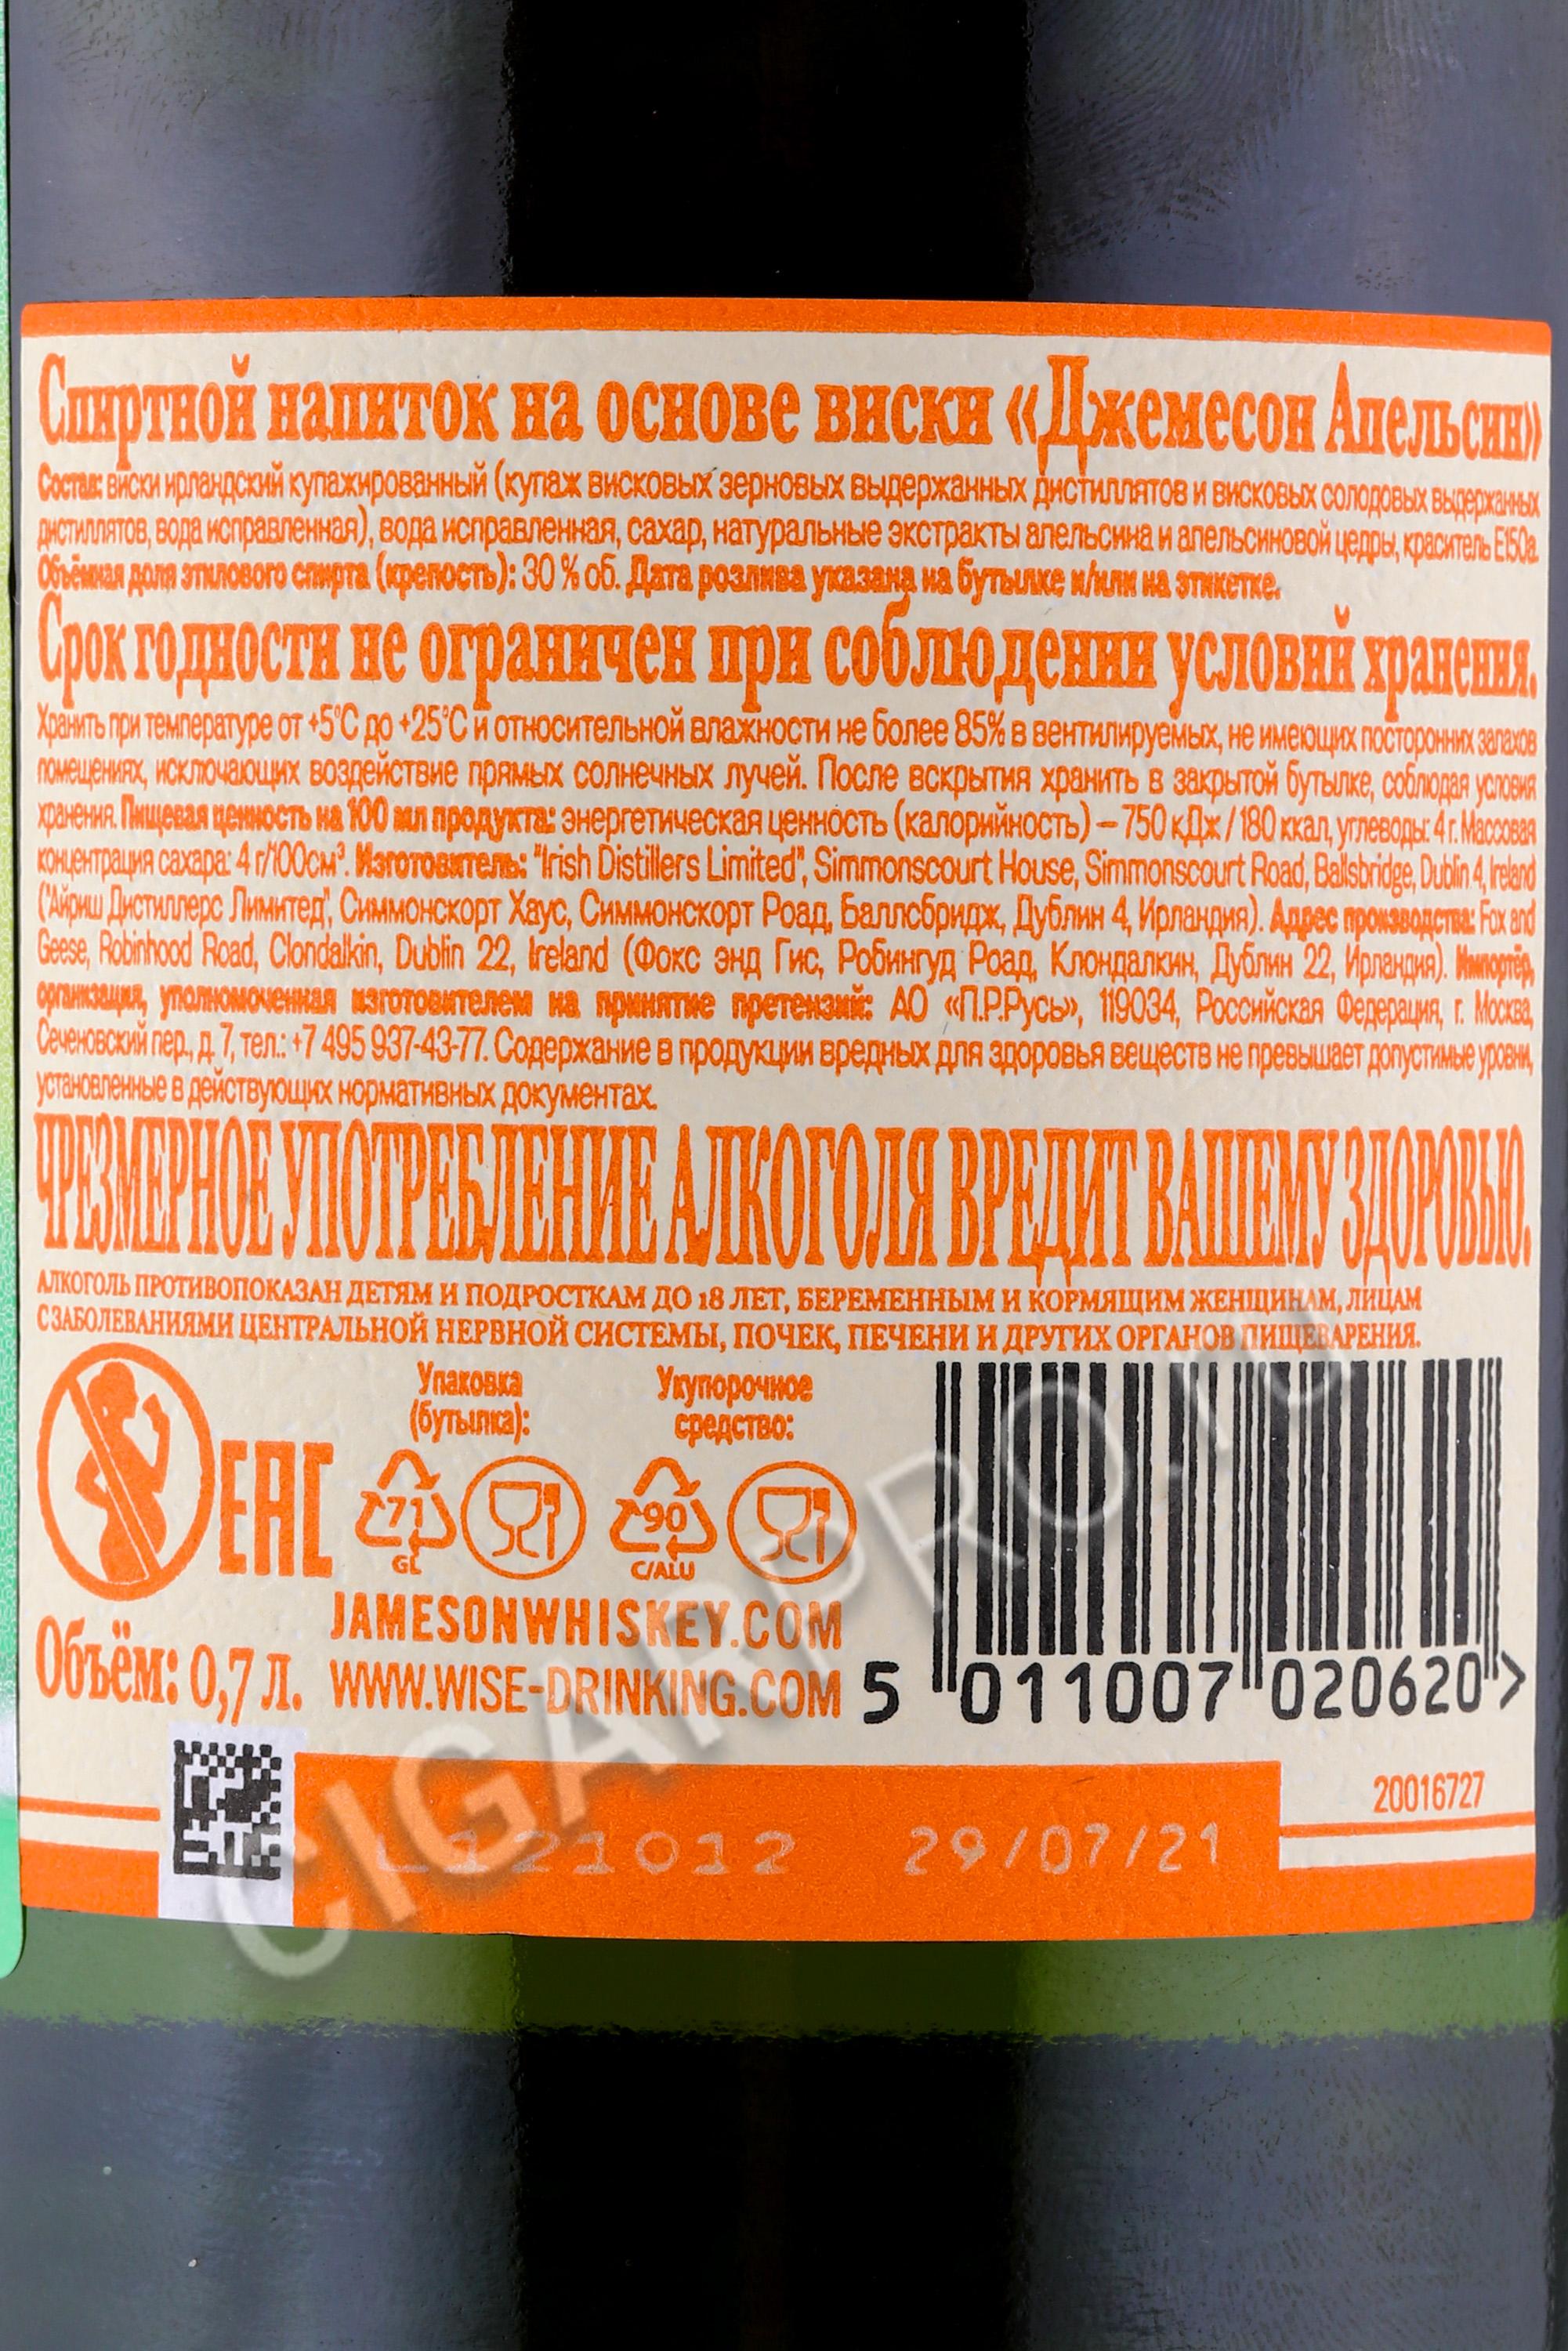 Спиртной напиток на основе виски «Джемесон Апельсин»
Состав: виски ирландский купажированный (купаж висковых зерновых выдержанных дистиллятов и висковых солодовых выдержанных
дистиллятов, вода исправленная), вода исправленная, сахар, натуральные экстракты апельсина и апельсиновой цедры, краситель Е150а.
Объёмная доля этилового спирта (крепость): 30 % об. Дата розлива указана на бутылке и/или на этикетке.
Срок годности не ограничен при соблюдении условий хранения.
Хранить при температуре от +5°С до +25°С и относительной влажности не более 85% в вентилируемых, не имеющих посторонних запахов
помещениях, исключающих воздействие прямых солнечных лучей. После вскрытия хранить в закрытой бутылке, соблюдая условия
хранения. Пищевая ценность на 100 мл продукта: энергетическая ценность (калорийность) – 750 кДж / 180 ккал, углеводы: 4 г. Массовая
концентрация сахара: 4 г/100см³. Изготовитель: "Irish Distillers Limited", Simmonscourt House, Simmonscourt Road, Ballsbridge, Dublin 4, Ireland
("Айриш Дистиллерс Лимитед", Симмонскорт Хаус, Симмонскорт Роад, Баллсбридж, Дублин 4, Ирландия). Адрес производства: Fox and
Geese, Robinhood Road, Clondalkin, Dublin 22, Ireland (Фокс энд Гис, Робингуд Роад, Клондалкин, Дублин 22, Ирландия). Импортёр,
организация, уполномоченная изготовителем на принятие претензий: АО «П.Р.Русь», 119034, Российская Федерация, г. Москва,
Сеченовский пер., д. 7, тел.: +7 495 937-43-77. Содержание в продукции вредных для здоровья веществ не превышает допустимые уровни,
установленные в действующих нормативных документах.
ЧРЕЗМЕРНОЕ УПОТРЕБЛЕНИЕ АЛКОГОЛЯ ВРЕДИТ ВАШЕМУ ЗДОРОВЬЮ.
АЛКОГОЛЬ ПРОТИВОПОКАЗАН ДЕТЯМ И ПОДРОСТКАМ ДО 18 ЛЕТ, БЕРЕМЕННЫМ И КОРМЯЩИМ ЖЕНЩИНАМ, ЛИЦАМ
С ЗАБОЛЕВАНИЯМИ ЦЕНТРАЛЬНОЙ НЕРВНОЙ СИСТЕМЫ, ПОЧЕК, ПЕЧЕНИ И ДРУГИХ ОРГАНОВ ПИЩЕВАРЕНИЯ.
Упаковка
(бутылка):
Укупорочное
средство:
EAC
71
GL
90
C/ALU
JAMESONWHISKEY.COM
Объём: 0,7 л.
WWW.WISE-DRINKING.COM
5 011007 020620 >
20016727
L121012 29/07/21
CIGARPRO.RU